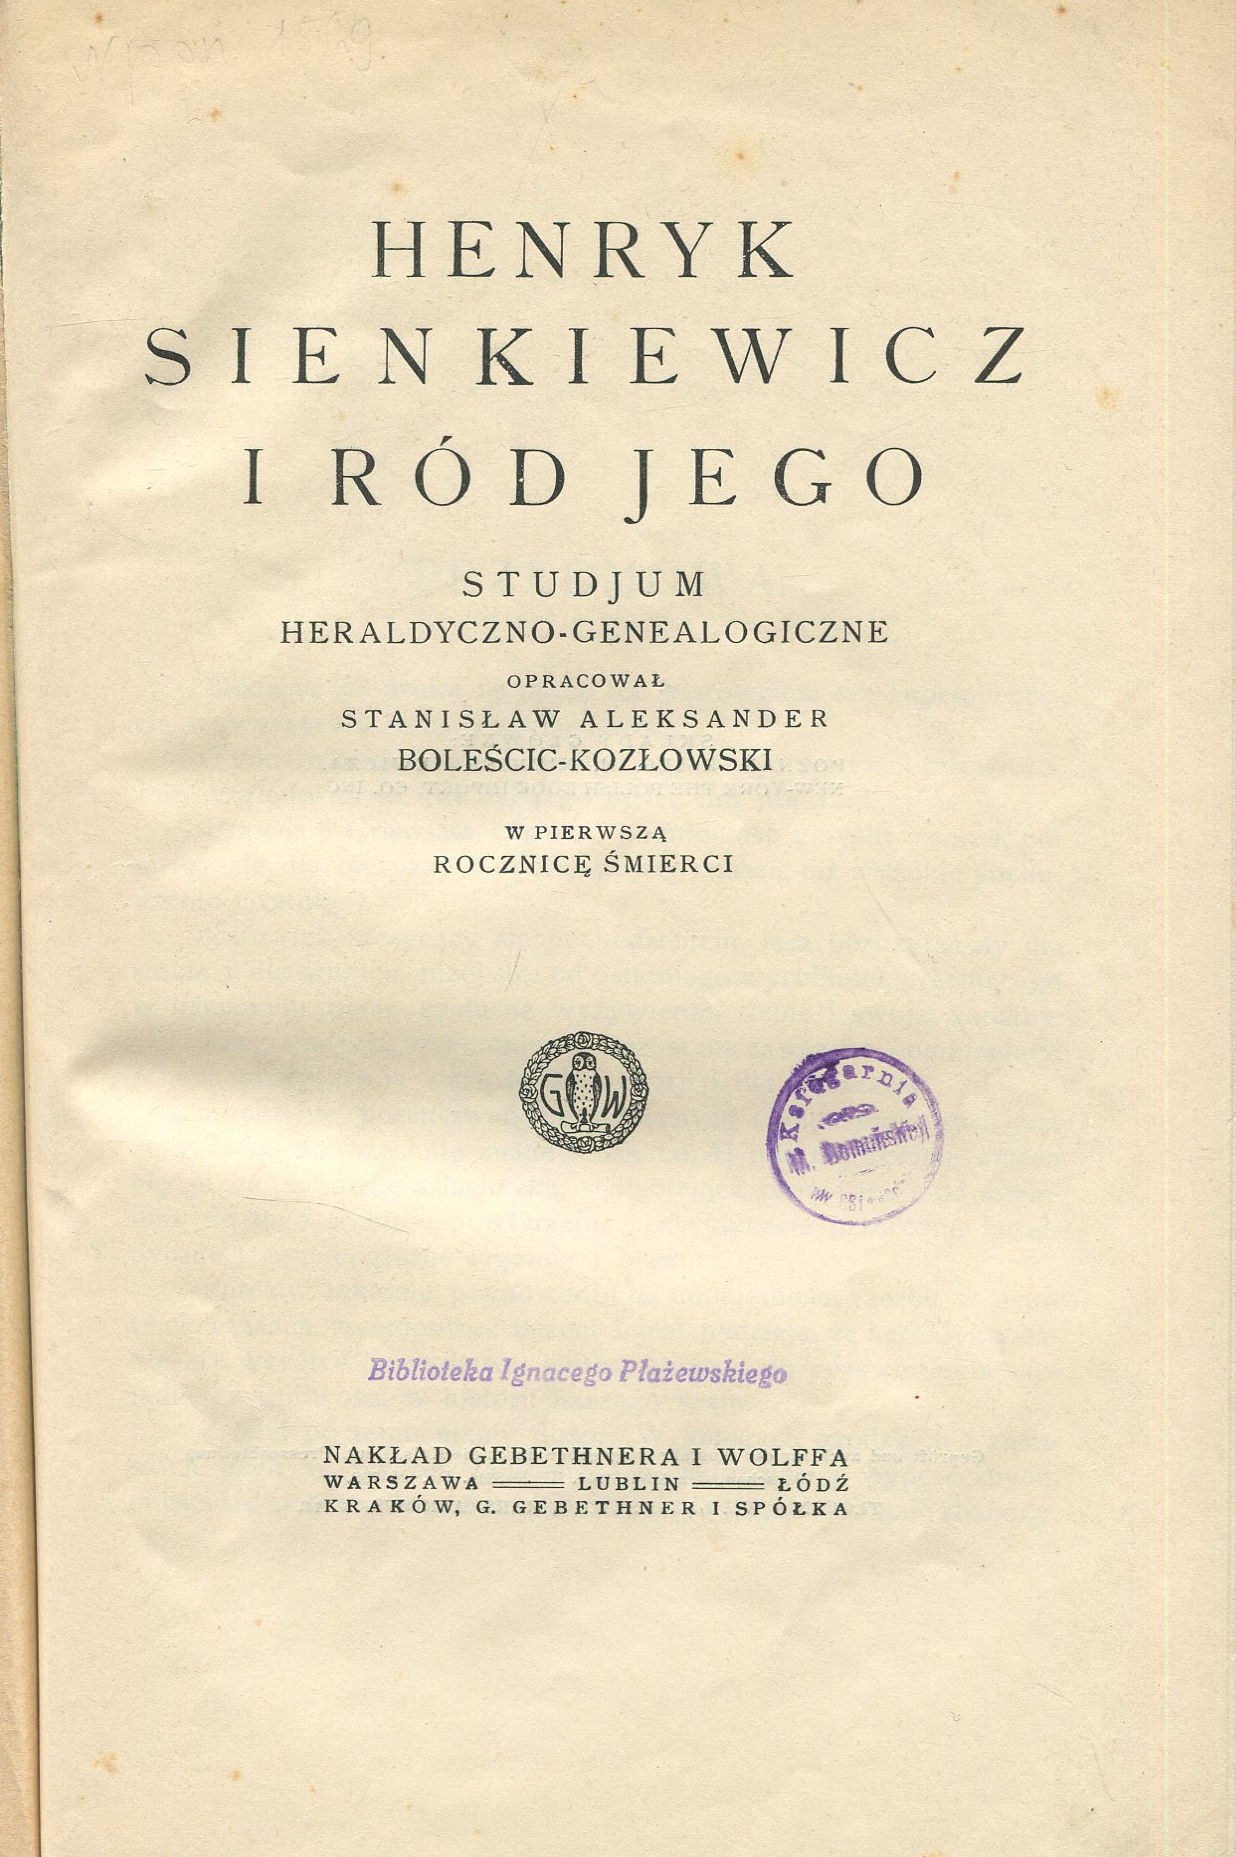 HENRYK
SIENKIEWICZ
I RÓD JEGO
STUDJUM
HERALDYCZNO-GENEALOGICZNE
OPRACOWAŁ
STANISŁAW ALEKSANDER
BOLEŚCIC-KOZŁOWSKI
W PIERWSZĄ
ROCZNICĘ ŚMIERCI
G W
Księgarnia
M.
Biblioteka Ignacego Płażewskiego
NAKŁAD GEBETHNERA I WOLFFA
WARSZAWA LUBLIN ŁÓDŹ
KRAKÓW, G. GEBETHNER I SPÓŁKA